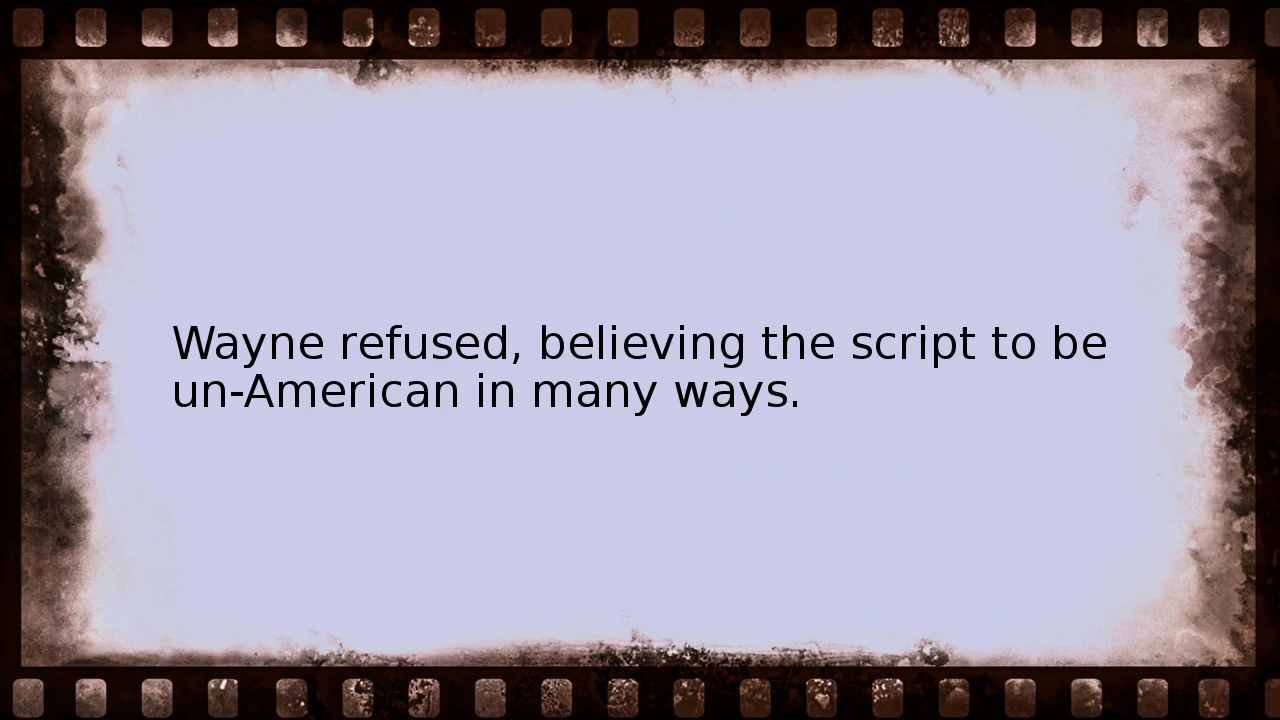 Wayne refused, believing the script to be
un-American in many ways.